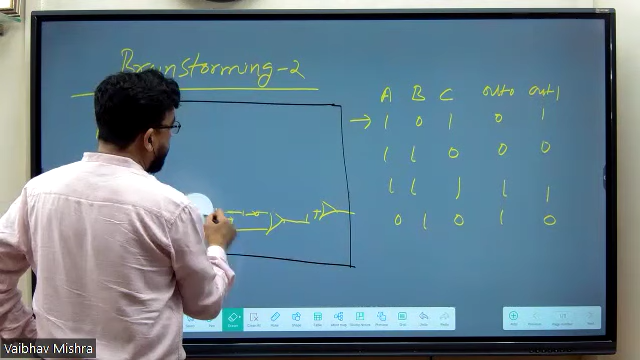 Brainstorming-2
A B C out0 out1
→ 1 0 1 0 1
1 1 0 0 0
1 1 1 1 1
0 1 0 1 0
Vaibhav Mishra